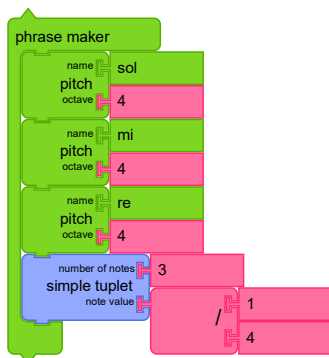 phrase maker
name sol
pitch
octave 4
name mi
pitch
octave 4
name re
pitch
octave 4
number of notes 3
simple tuplet
note value / 1
4